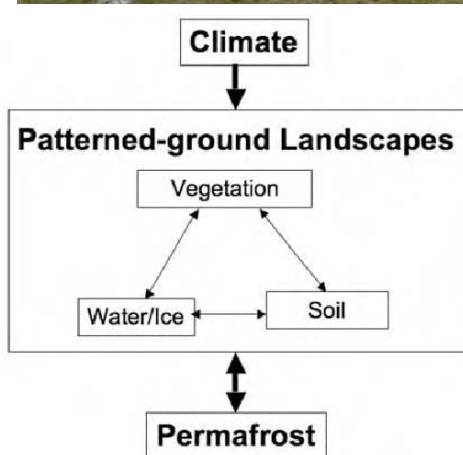 Climate
Patterned-ground Landscapes
Vegetation
Water/Ice
Soil
Permafrost